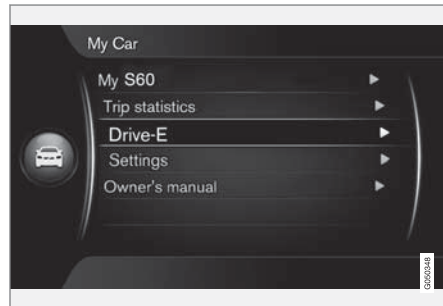 My Car
My S60
Trip statistics
Drive-E
Settings
Owner's manual
G050348